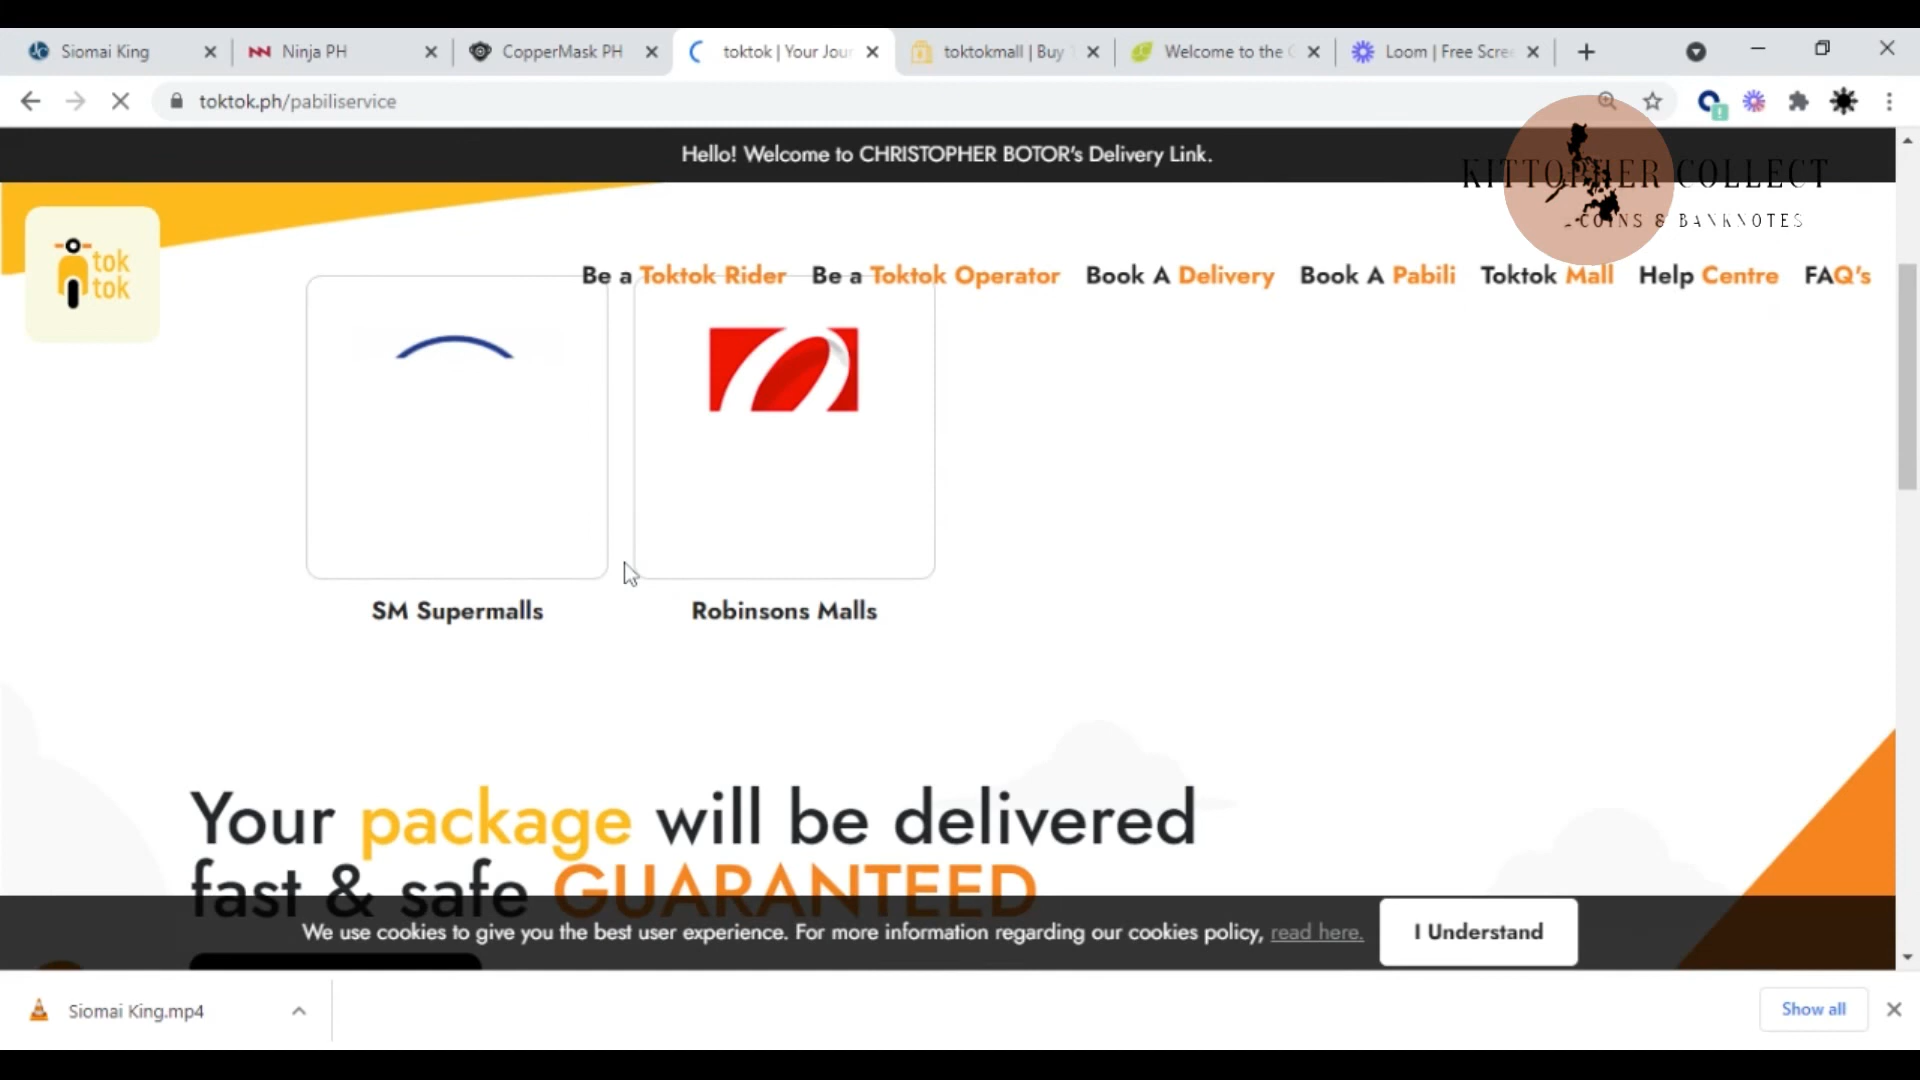 Siomai King
Ninja PH
CopperMask PH
toktok | Your Jour
toktokmall | Buy
Welcome to the
Loom | Free Scree
toktok.ph/pabiliservice
Hello! Welcome to CHRISTOPHER BOTOR's Delivery Link.
KITTOPHER COLLECT
COINS & BANKNOTES
tok
tok
Be a Toktok Rider
Be a Toktok Operator
Book A Delivery
Book A Pabili
Toktok Mall
Help Centre
FAQ's
SM Supermalls
Robinsons Malls
Your package will be delivered
fast & safe GUARANTEED
We use cookies to give you the best user experience. For more information regarding our cookies policy, read here.
I Understand
Siomai King.mp4
Show all